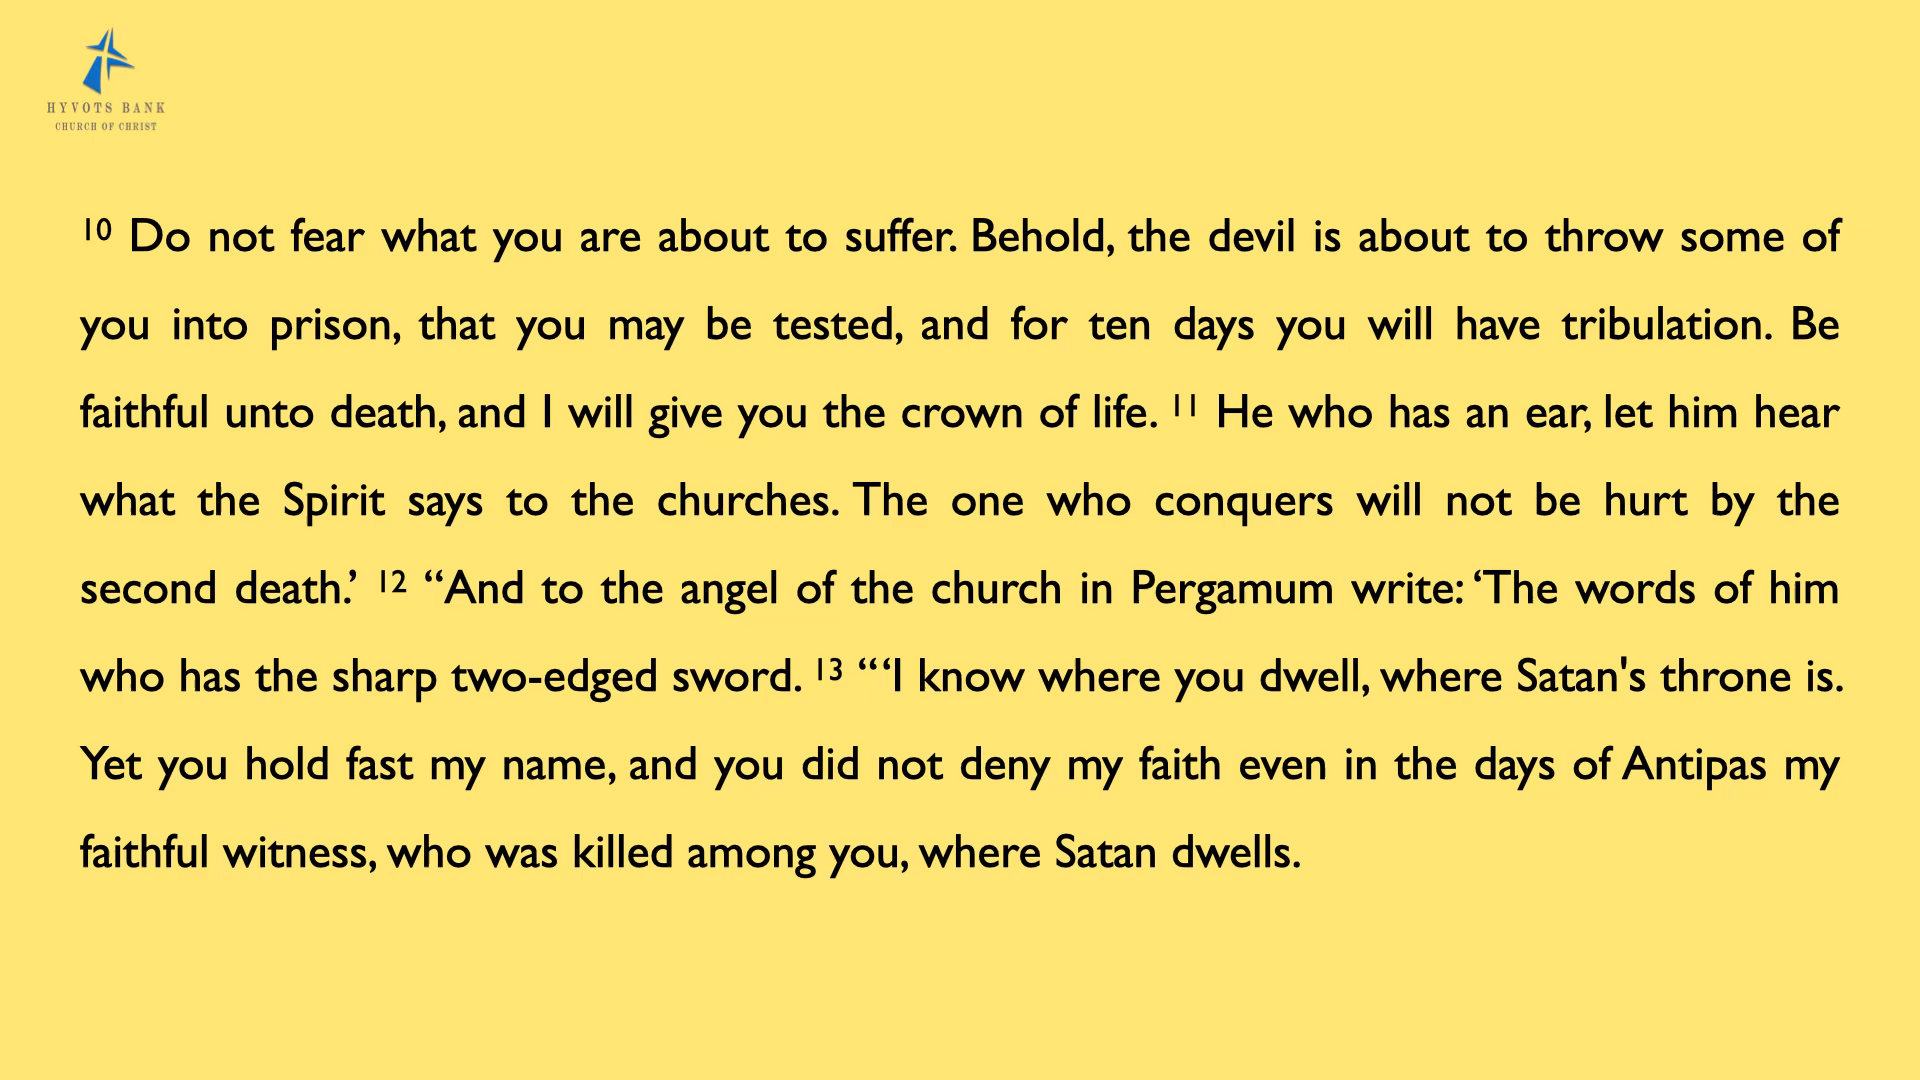 HYVOTS BANK
CHURCH OF CHRIST
10 Do not fear what you are about to suffer. Behold, the devil is about to throw some of
you into prison, that you may be tested, and for ten days you will have tribulation. Be
faithful unto death, and I will give you the crown of life. 11 He who has an ear, let him hear
what the Spirit says to the churches. The one who conquers will not be hurt by the
second death.’ 12 “And to the angel of the church in Pergamum write: ‘The words of him
who has the sharp two-edged sword. 13 “‘I know where you dwell, where Satan's throne is.
Yet you hold fast my name, and you did not deny my faith even in the days of Antipas my
faithful witness, who was killed among you, where Satan dwells.